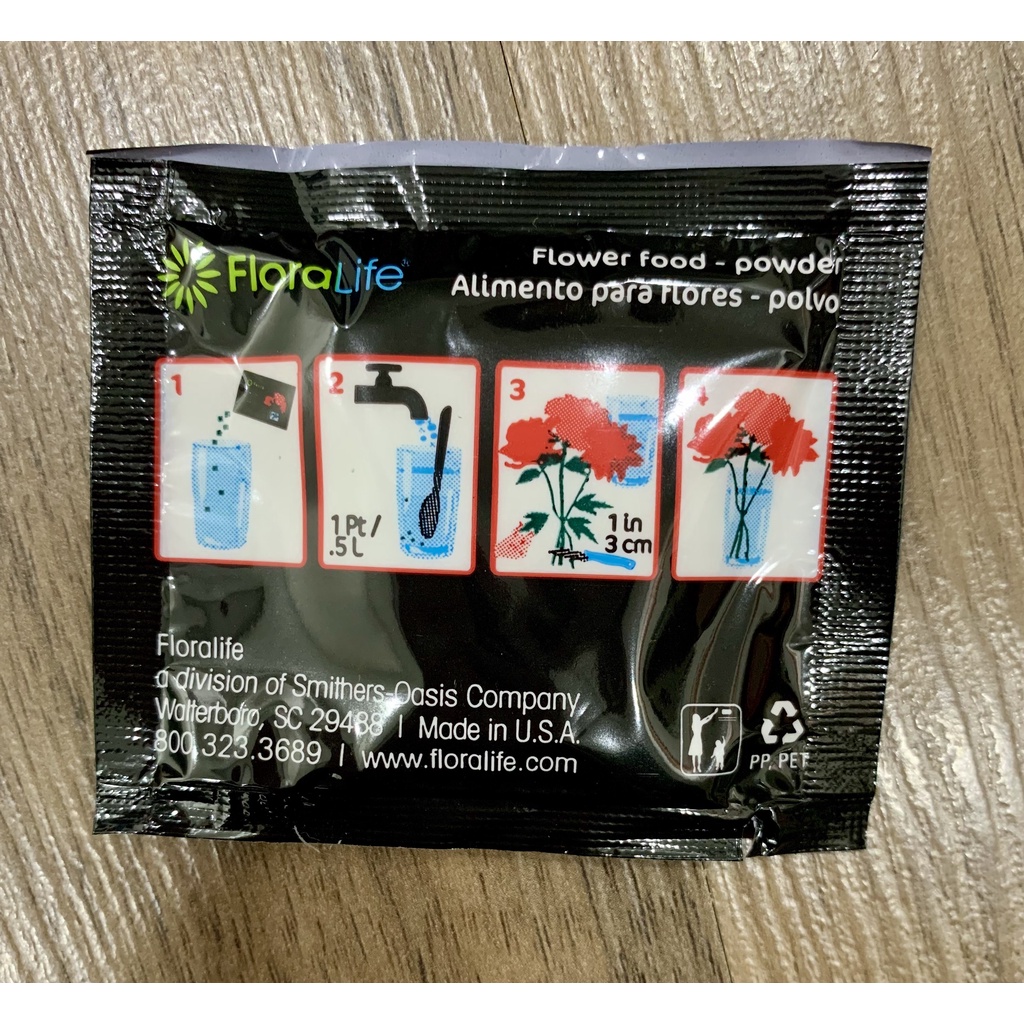 FloraLife
Flower food - powder
Alimento para flores - polvo
1
2
1 Pt /
.5 L
3
1 in
3 cm
Floralife
a division of Smithers-Oasis Company
Walterboro, SC 29488 | Made in U.S.A.
800.323.3689 | www.floralife.com
PP, PET